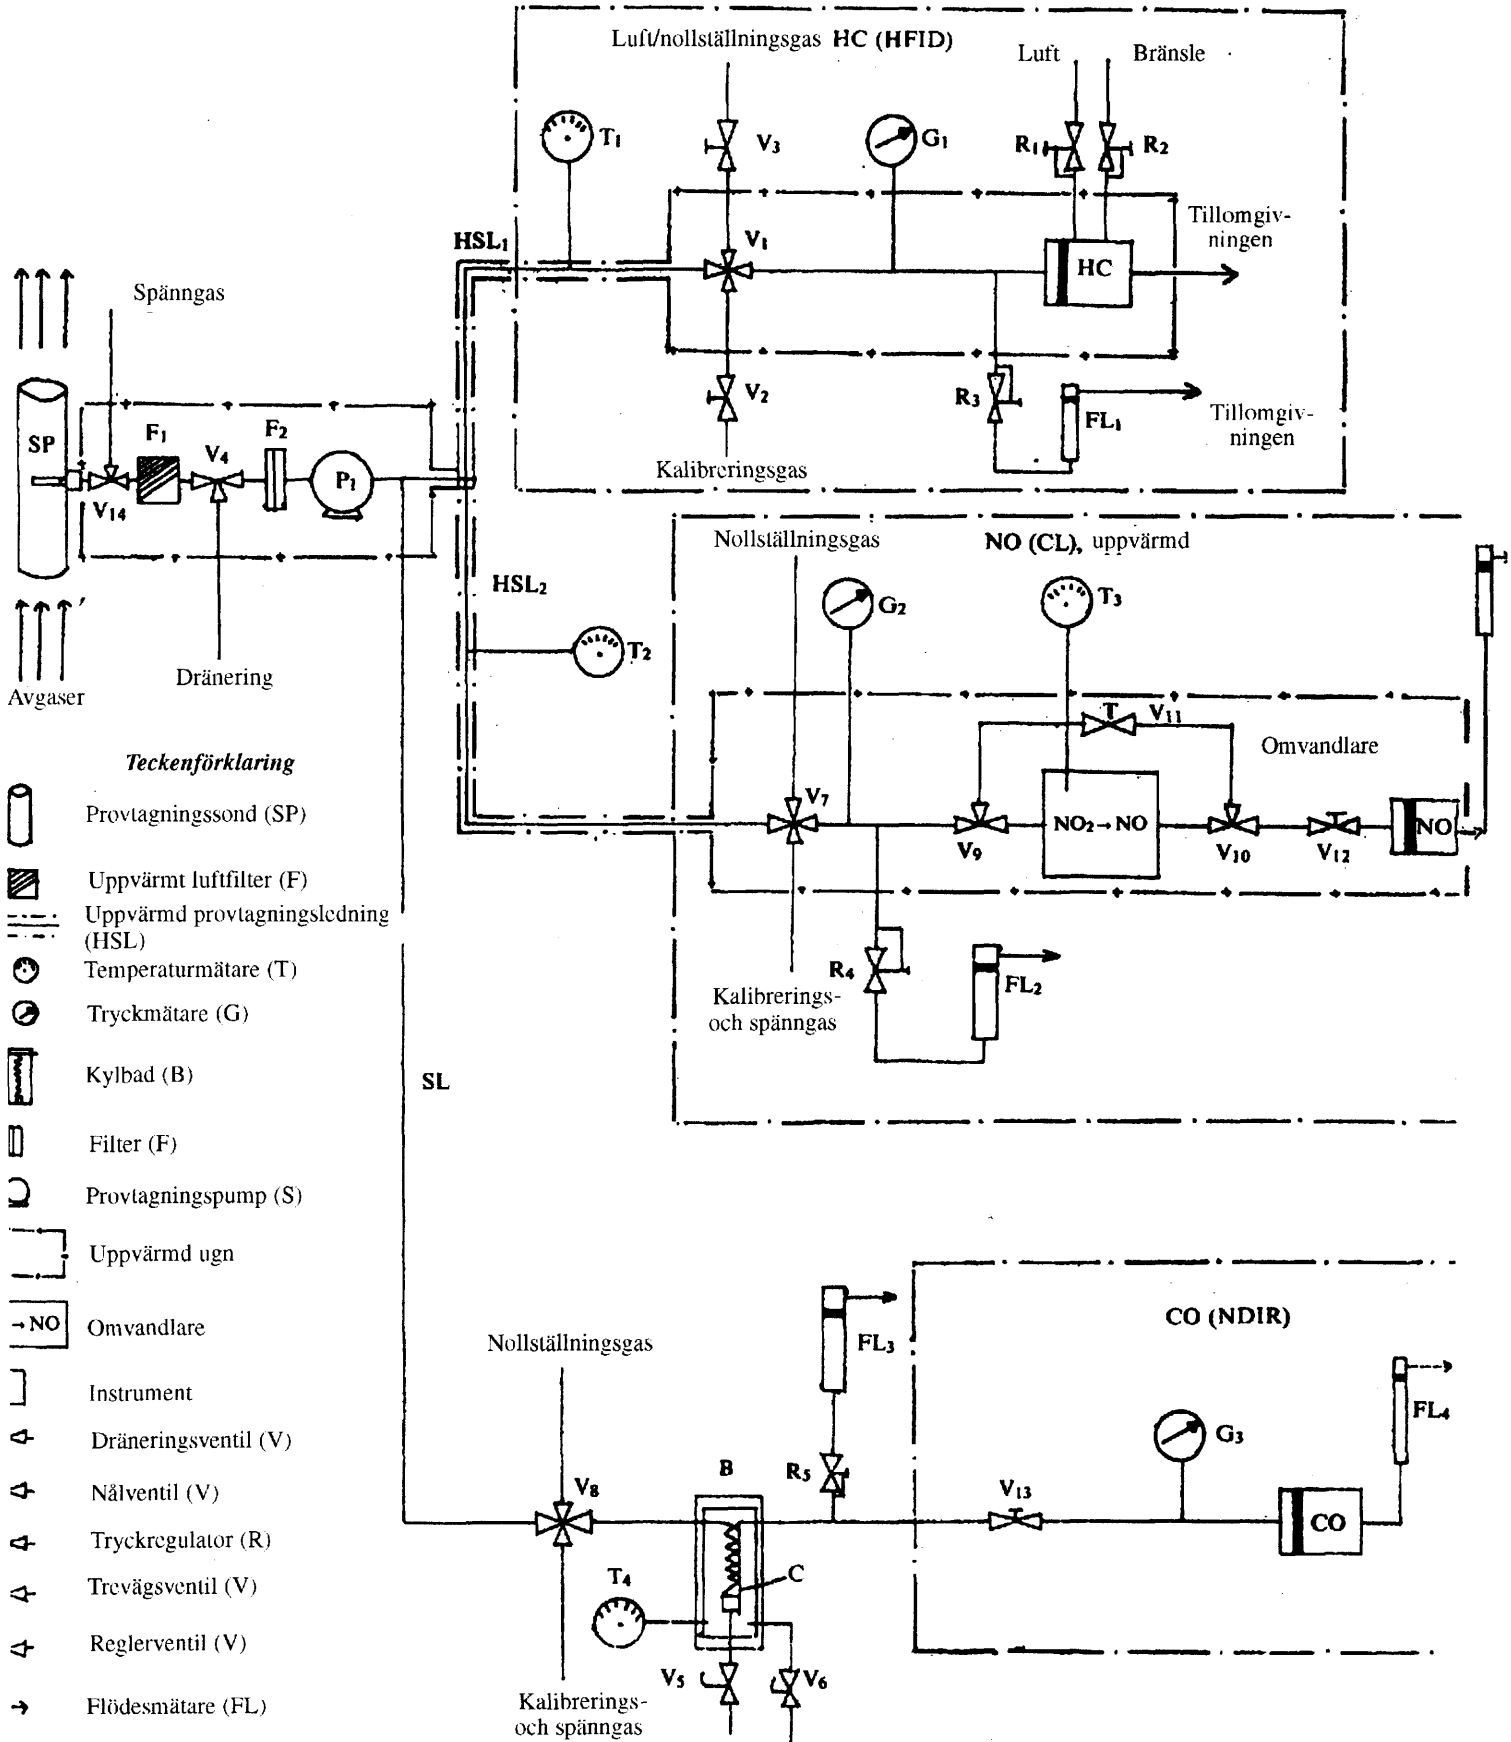 Luft/nollställningsgas HC (HFID)
Luft
Bränsle
T1
V3
G1
R1
R2
Tillomgiv-
ningen
HSL1
V1
HC
Spänngas
V2
R3
FL1
Tillomgiv-
ningen
Kalibreringsgas
SP
F1
V4
F2
P1
V14
Dränering
Avgaser
HSL2
T2
Nollställningsgas
NO (CL), uppvärmd
G2
T3
V11
Omvandlare
V7
V9
NO2→NO
V10
V12
NO
R4
FL2
Kalibrerings-
och spänngas
SL
Teckenförklaring
Provtagningssond (SP)
Uppvärmt luftfilter (F)
Uppvärmd provtagningslcdning
(HSL)
Temperaturmätare (T)
Tryckmätare (G)
Kylbad (B)
Filter (F)
Provtagningspump (S)
Uppvärmd ugn
→NO
Omvandlare
Instrument
Dräneringsventil (V)
Nålventil (V)
Tryckregulator (R)
Trevägsventil (V)
Reglerventil (V)
Flödesmätare (FL)
Nollställningsgas
FL3
CO (NDIR)
FL4
G3
V8
B
R5
V13
CO
T4
C
V5
V6
Kalibrerings-
och spänngas